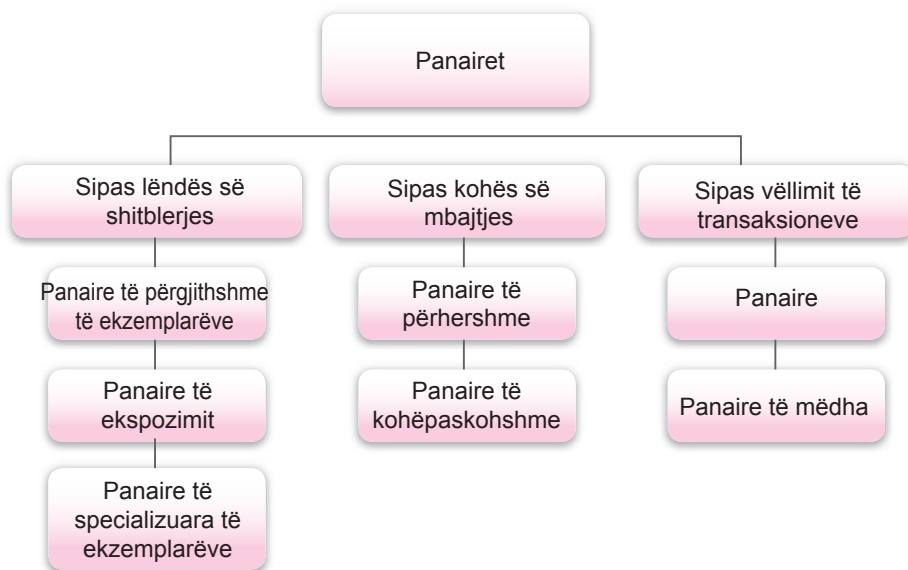 Panairet
Sipas lëndës së
shitblerjes
Sipas kohës së
mbajtjes
Sipas vëllimit të
transaksioneve
Panaire të përgjithshme
të ekzemplarëve
Panaire të
përhershme
Panaire
Panaire të
ekspozimit
Panaire të
kohëpaskohshme
Panaire të mëdha
Panaire të
specializuara të
ekzemplarëve